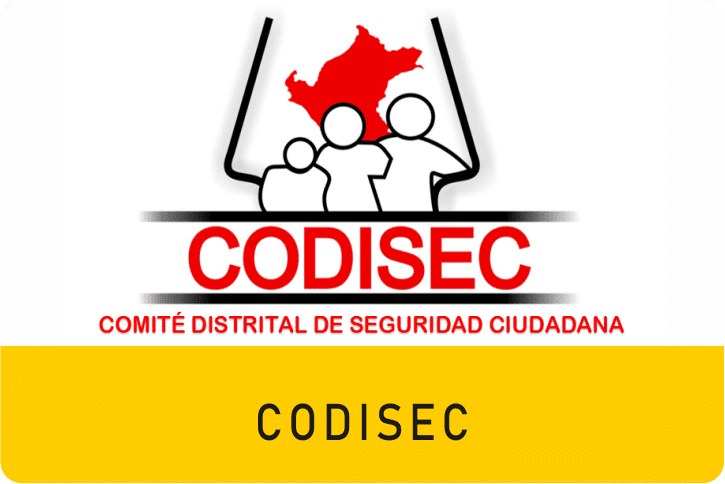 CODISEC
COMITÉ DISTRITAL DE SEGURIDAD CIUDADANA
CODISEC